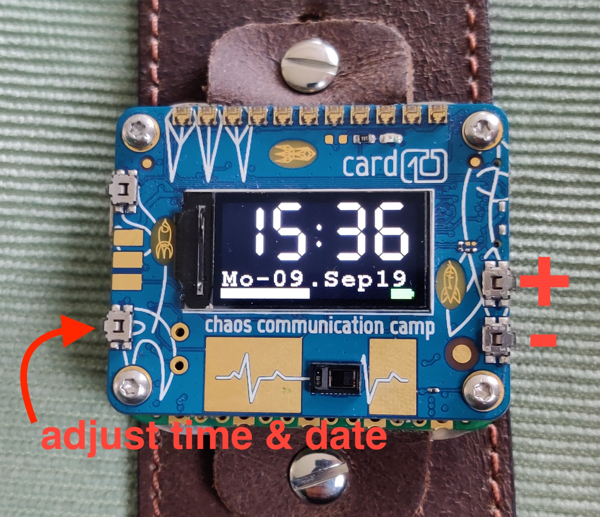 card10
15:36
Mo-09.Sep19
+
chaos communication camp
-
adjust time & date